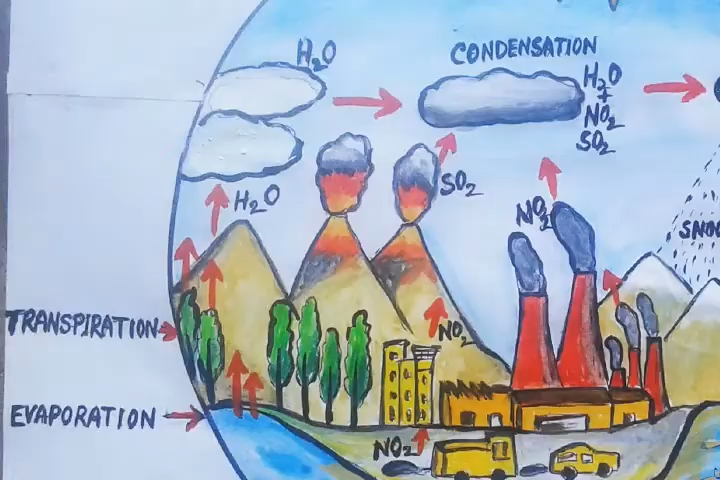 H₂O
CONDENSATION
H₂O
+
NO₂
SO₂
H₂O
SO₂
NO₂
TRANSPIRATION
NO₂
EVAPORATION
NO₂